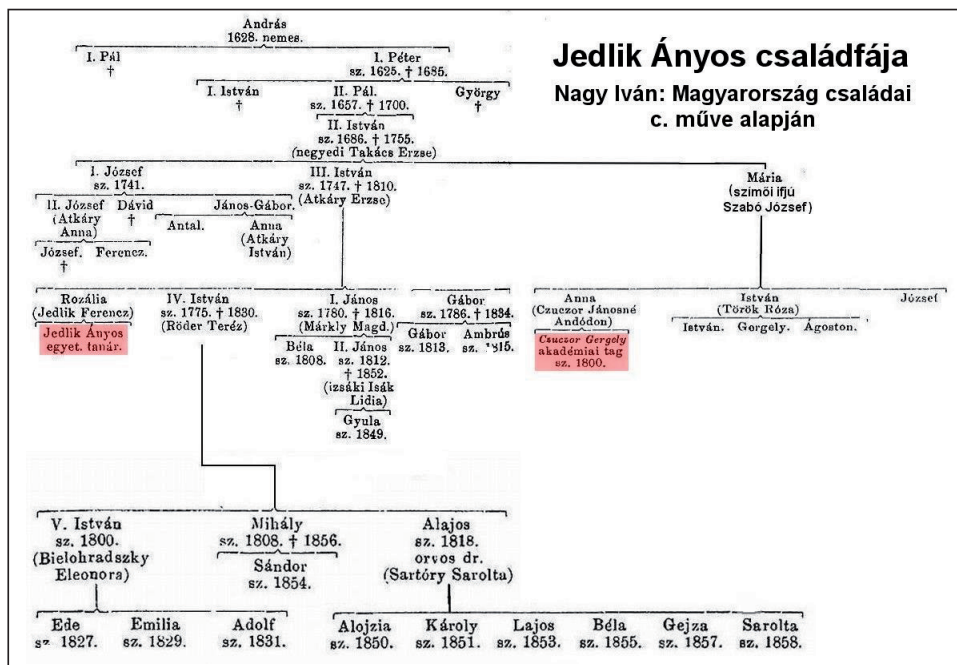 Jedlik Ányos családfája
Nagy Iván: Magyarország családai
c. műve alapján
András
1628. nemes.
I. Pál
†
I. Péter
sz. 1625. † 1685.
I. István
†
II. Pál.
sz. 1657. † 1700.
György
†
II. István
sz. 1686. † 1755.
(negyedi Takács Erzse)
I. József
sz. 1741.
III. István
sz. 1747. † 1810.
(Atkáry Erzse)
Mária
(szímői ifjú
Szabó József)
II. József
(Atkáry
Anna)
Dávid
†
János-Gábor.
József.
†
Ferencz.
Antal.
Anna
(Atkáry
István)
Rozália
(Jedlik Ferencz)
Jedlik Ányos
egyet. tanár.
IV. István
sz. 1775. † 1830.
(Röder Teréz)
I. János
sz. 1780. † 1816.
(Márkly Magd.)
Gábor
sz. 1786. † 1834.
Béla
sz. 1808.
II. János
sz. 1812.
† 1852.
(izsáki Isák
Lidia)
Gyula
sz. 1849.
Gábor
sz. 1813.
Ambrús
sz. 1815.
Anna
(Czuczor Jánosné
Andódon)
Czuczor Gergely
akadémiai tag
sz. 1800.
István
(Török Róza)
István.
Gergely.
Ágoston.
József
V. István
sz. 1800.
(Bielohradszky
Eleonora)
Mihály
sz. 1808. † 1856.
Sándor
sz. 1854.
Alajos
sz. 1818.
orvos dr.
(Sartóry Sarolta)
Ede
sz. 1827.
Emilia
sz. 1829.
Adolf
sz. 1831.
Alojzia
sz. 1850.
Károly
sz. 1851.
Lajos
sz. 1853.
Béla
sz. 1855.
Gejza
sz. 1857.
Sarolta
sz. 1858.